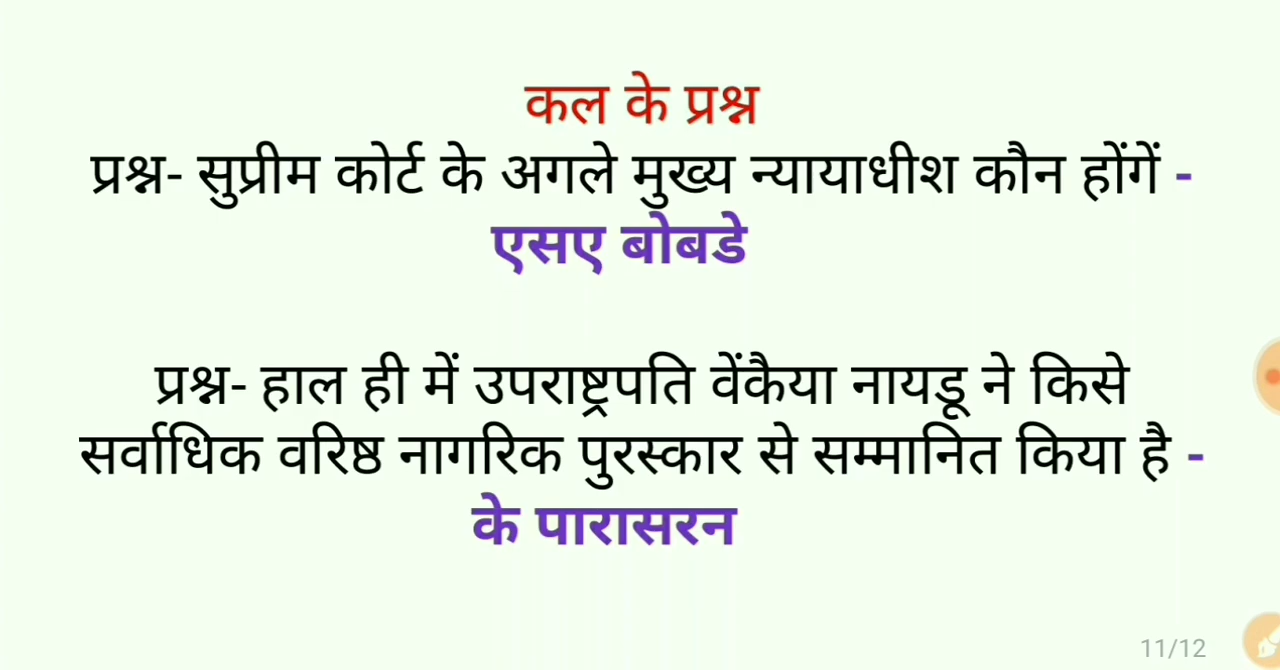 कल के प्रश्न
प्रश्न- सुप्रीम कोर्ट के अगले मुख्य न्यायाधीश कौन होंगें -
एसए बोबडे
प्रश्न- हाल ही में उपराष्ट्रपति वेंकैया नायडू ने किसे
सर्वाधिक वरिष्ठ नागरिक पुरस्कार से सम्मानित किया है -
के पारासरन
11/12